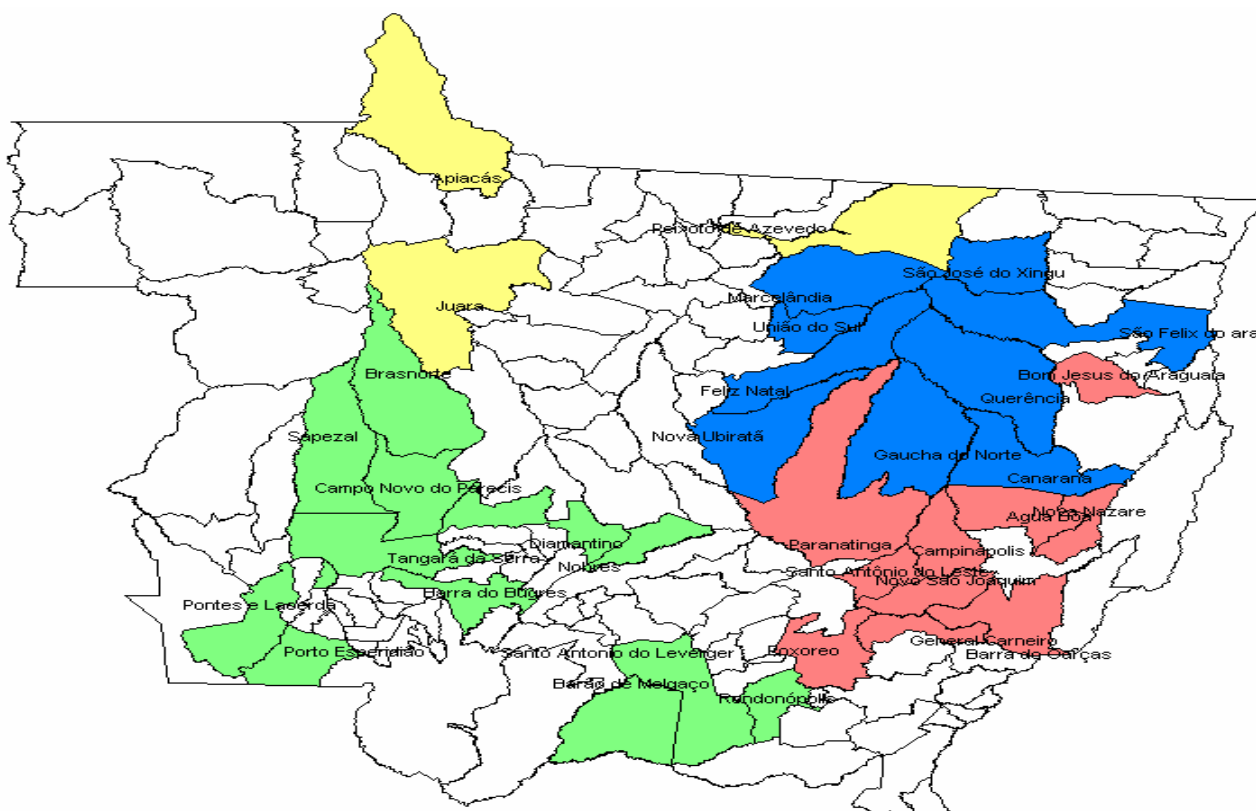 Apiacás
Peixoto de Azevedo
São José do Xingu
Marcelândia
Juara
União do Sul
São Felix do ara
Brasnorte
Bom Jesus do Araguaia
Feliz Natal
Querência
Sapezal
Nova Ubiratã
Gaucha do Norte
Canarana
Campo Novo do Parecis
Nova Nazare
Agua Boa
Diamantino
Paranatinga
Campinápolis
Tangará da Serra
Nobres
Santo Antônio do Leste
Novo São Joaquim
Barra do Bugres
Pontes e Lacerda
General Carneiro
Porto Esperidião
Santo Antonio do Leverger
Poxoreo
Barra do Garças
Barão de Melgaço
Rondonópolis